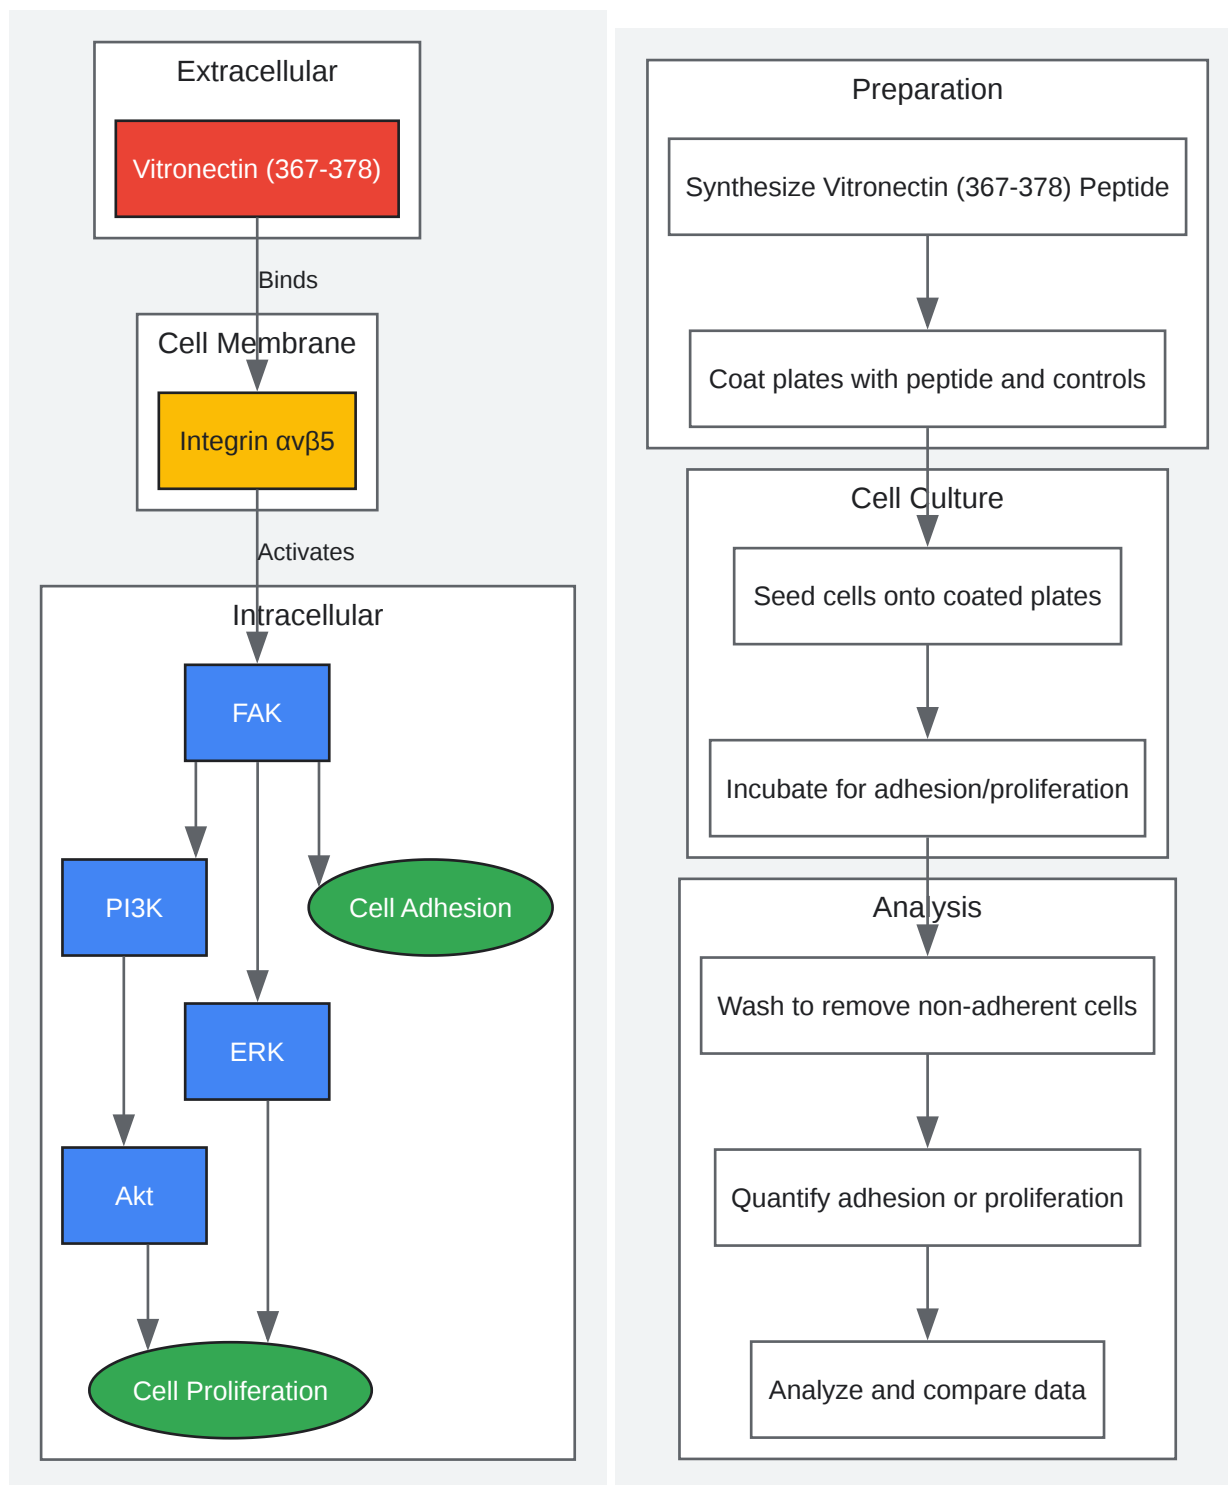 Extracellular
Vitronectin (367-378)
Binds
Cell Membrane
Integrin αvβ5
Activates
Intracellular
FAK
PI3K
Cell Adhesion
ERK
Akt
Cell Proliferation
Preparation
Synthesize Vitronectin (367-378) Peptide
Coat plates with peptide and controls
Cell Culture
Seed cells onto coated plates
Incubate for adhesion/proliferation
Analysis
Wash to remove non-adherent cells
Quantify adhesion or proliferation
Analyze and compare data